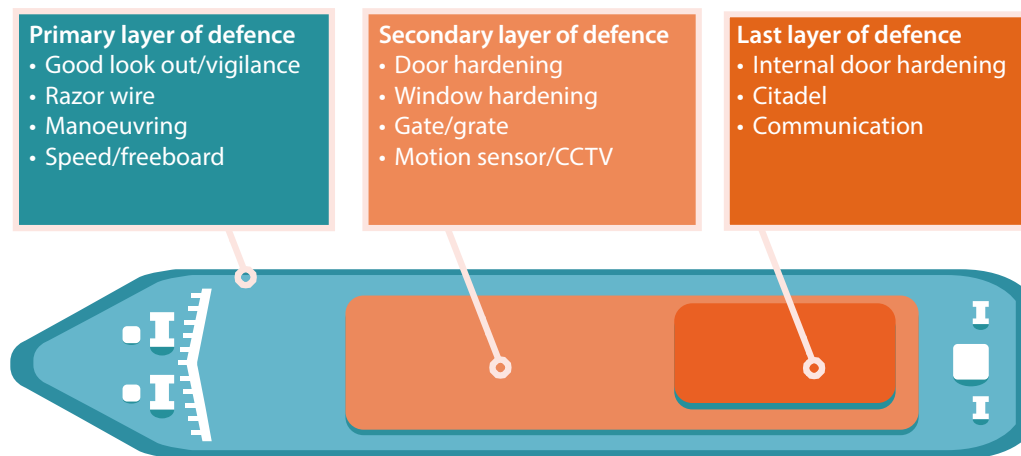 Primary layer of defence
• Good look out/vigilance
• Razor wire
• Manoeuvring
• Speed/freeboard
Secondary layer of defence
• Door hardening
• Window hardening
• Gate/grate
• Motion sensor/CCTV
Last layer of defence
• Internal door hardening
• Citadel
• Communication